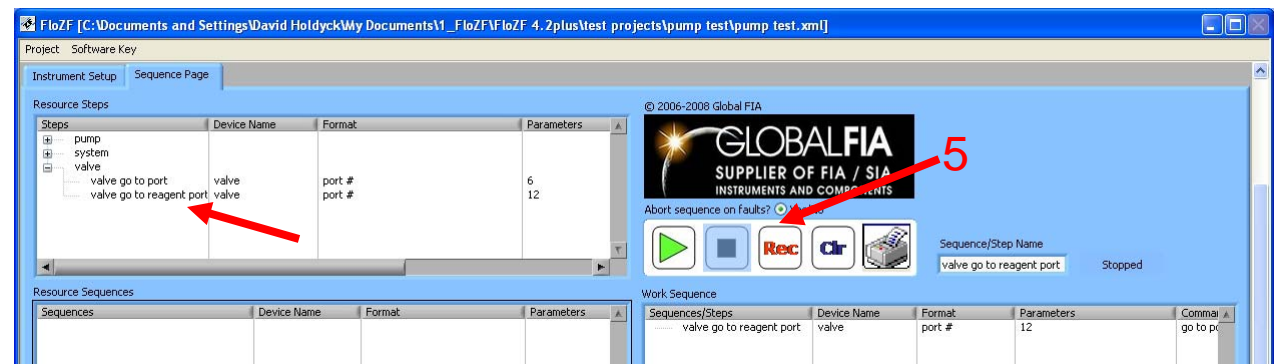 FloZF [C:\Documents and Settings\David Holdyck\My Documents\1_FloZF\FloZF 4.2plus\test projects\pump test\pump test.xml]
Project Software Key
Instrument Setup Sequence Page
Resource Steps
Steps Device Name Format Parameters
pump
system
valve
valve go to port valve port # 6
valve go to reagent port valve port # 12
© 2006-2008 Global FIA
GLOBALFIA
SUPPLIER OF FIA / SIA
INSTRUMENTS AND COMPONENTS
5
Abort sequence on faults?
Rec Clr
Sequence/Step Name
valve go to reagent port Stopped
Resource Sequences
Sequences Device Name Format Parameters
Work Sequence
Sequences/Steps Device Name Format Parameters Comma
valve go to reagent port valve port # 12 go to po